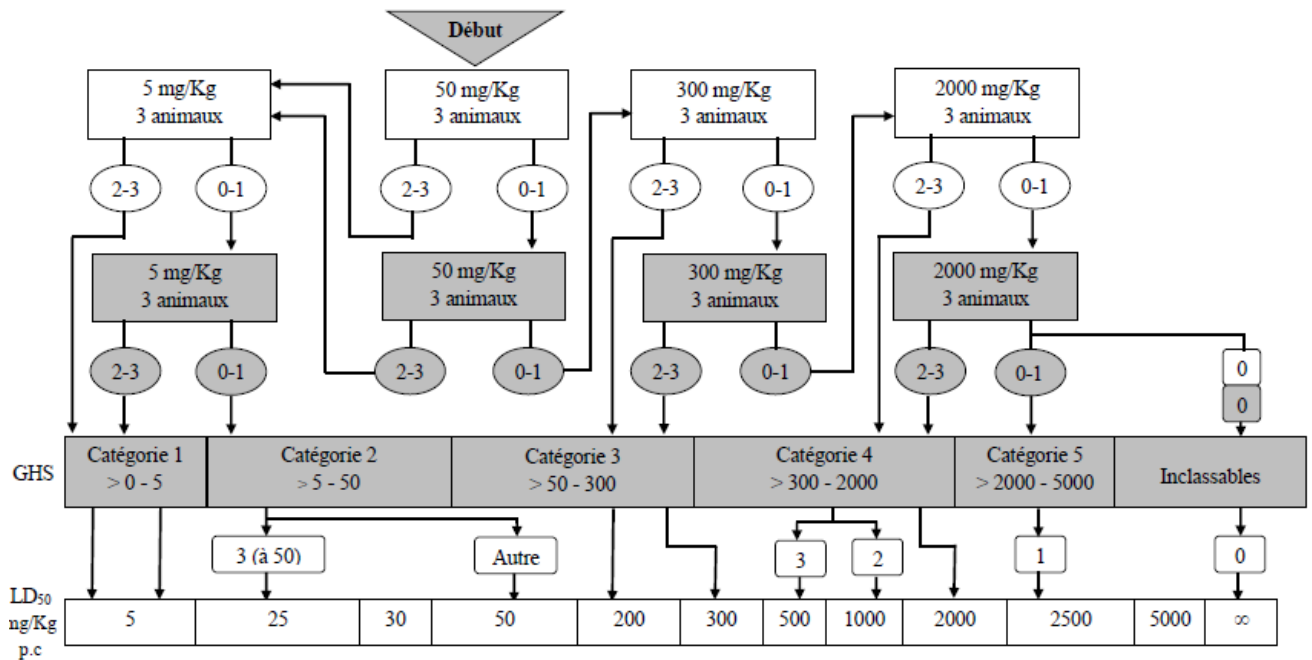 Début
5 mg/Kg
3 animaux
50 mg/Kg
3 animaux
300 mg/Kg
3 animaux
2000 mg/Kg
3 animaux
2-3
0-1
2-3
0-1
2-3
0-1
2-3
0-1
5 mg/Kg
3 animaux
50 mg/Kg
3 animaux
300 mg/Kg
3 animaux
2000 mg/Kg
3 animaux
2-3
0-1
2-3
0-1
2-3
0-1
2-3
0-1
0
0
GHS
Catégorie 1
> 0 - 5
Catégorie 2
> 5 - 50
Catégorie 3
> 50 - 300
Catégorie 4
> 300 - 2000
Catégorie 5
> 2000 - 5000
Inclassables
3 (à 50)
Autre
3
2
1
0
LD₅₀
ng/Kg
p.c
5
25
30
50
200
300
500
1000
2000
2500
5000
∞